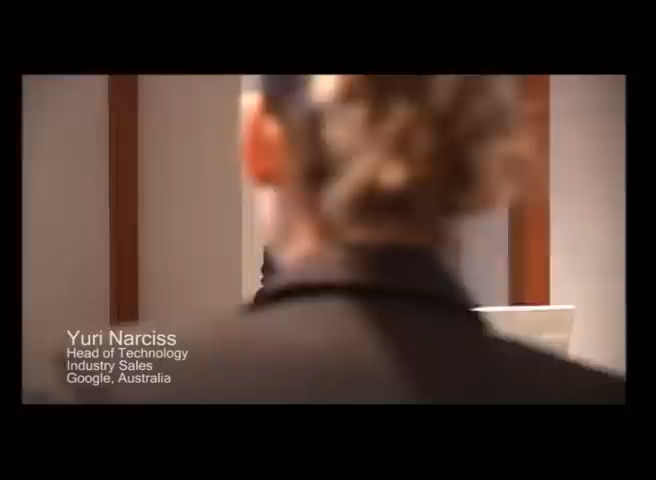 Yuri Narciss
Head of Technology
Industry Sales
Google, Australia